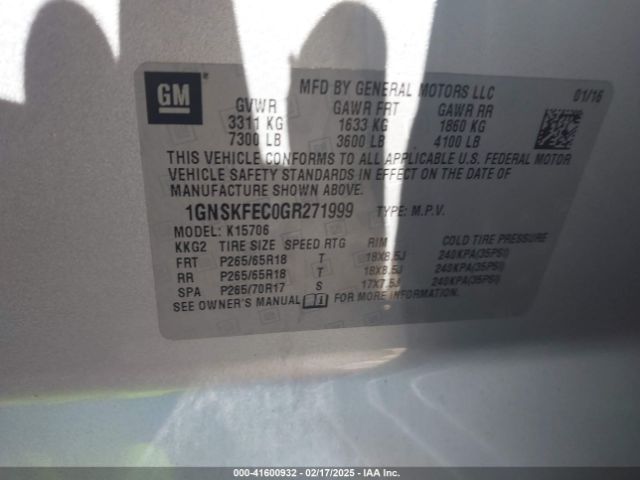 GM
MFD BY GENERAL MOTORS LLC 01/16
GVWR GAWR FRT GAWR RR
3311 KG 1633 KG 1860 KG
7300 LB 3600 LB 4100 LB
THIS VEHICLE CONFORMS TO ALL APPLICABLE U.S. FEDERAL MOTOR
VEHICLE SAFETY STANDARDS IN EFFECT ON THE DATE OF
MANUFACTURE SHOWN ABOVE.
1GNSKFEC0GR271999 TYPE: M.P.V.
MODEL: K15706
KKG2 TIRE SIZE SPEED RTG RIM COLD TIRE PRESSURE
FRT P265/65R18 T 18X8.5J 240KPA(35PSI)
RR P265/65R18 T 18X8.5J 240KPA(35PSI)
SPA P265/70R17 S 17X7.5J 240KPA(35PSI)
SEE OWNER'S MANUAL FOR MORE INFORMATION.
000-41600932 - 02/17/2025 - IAA Inc.